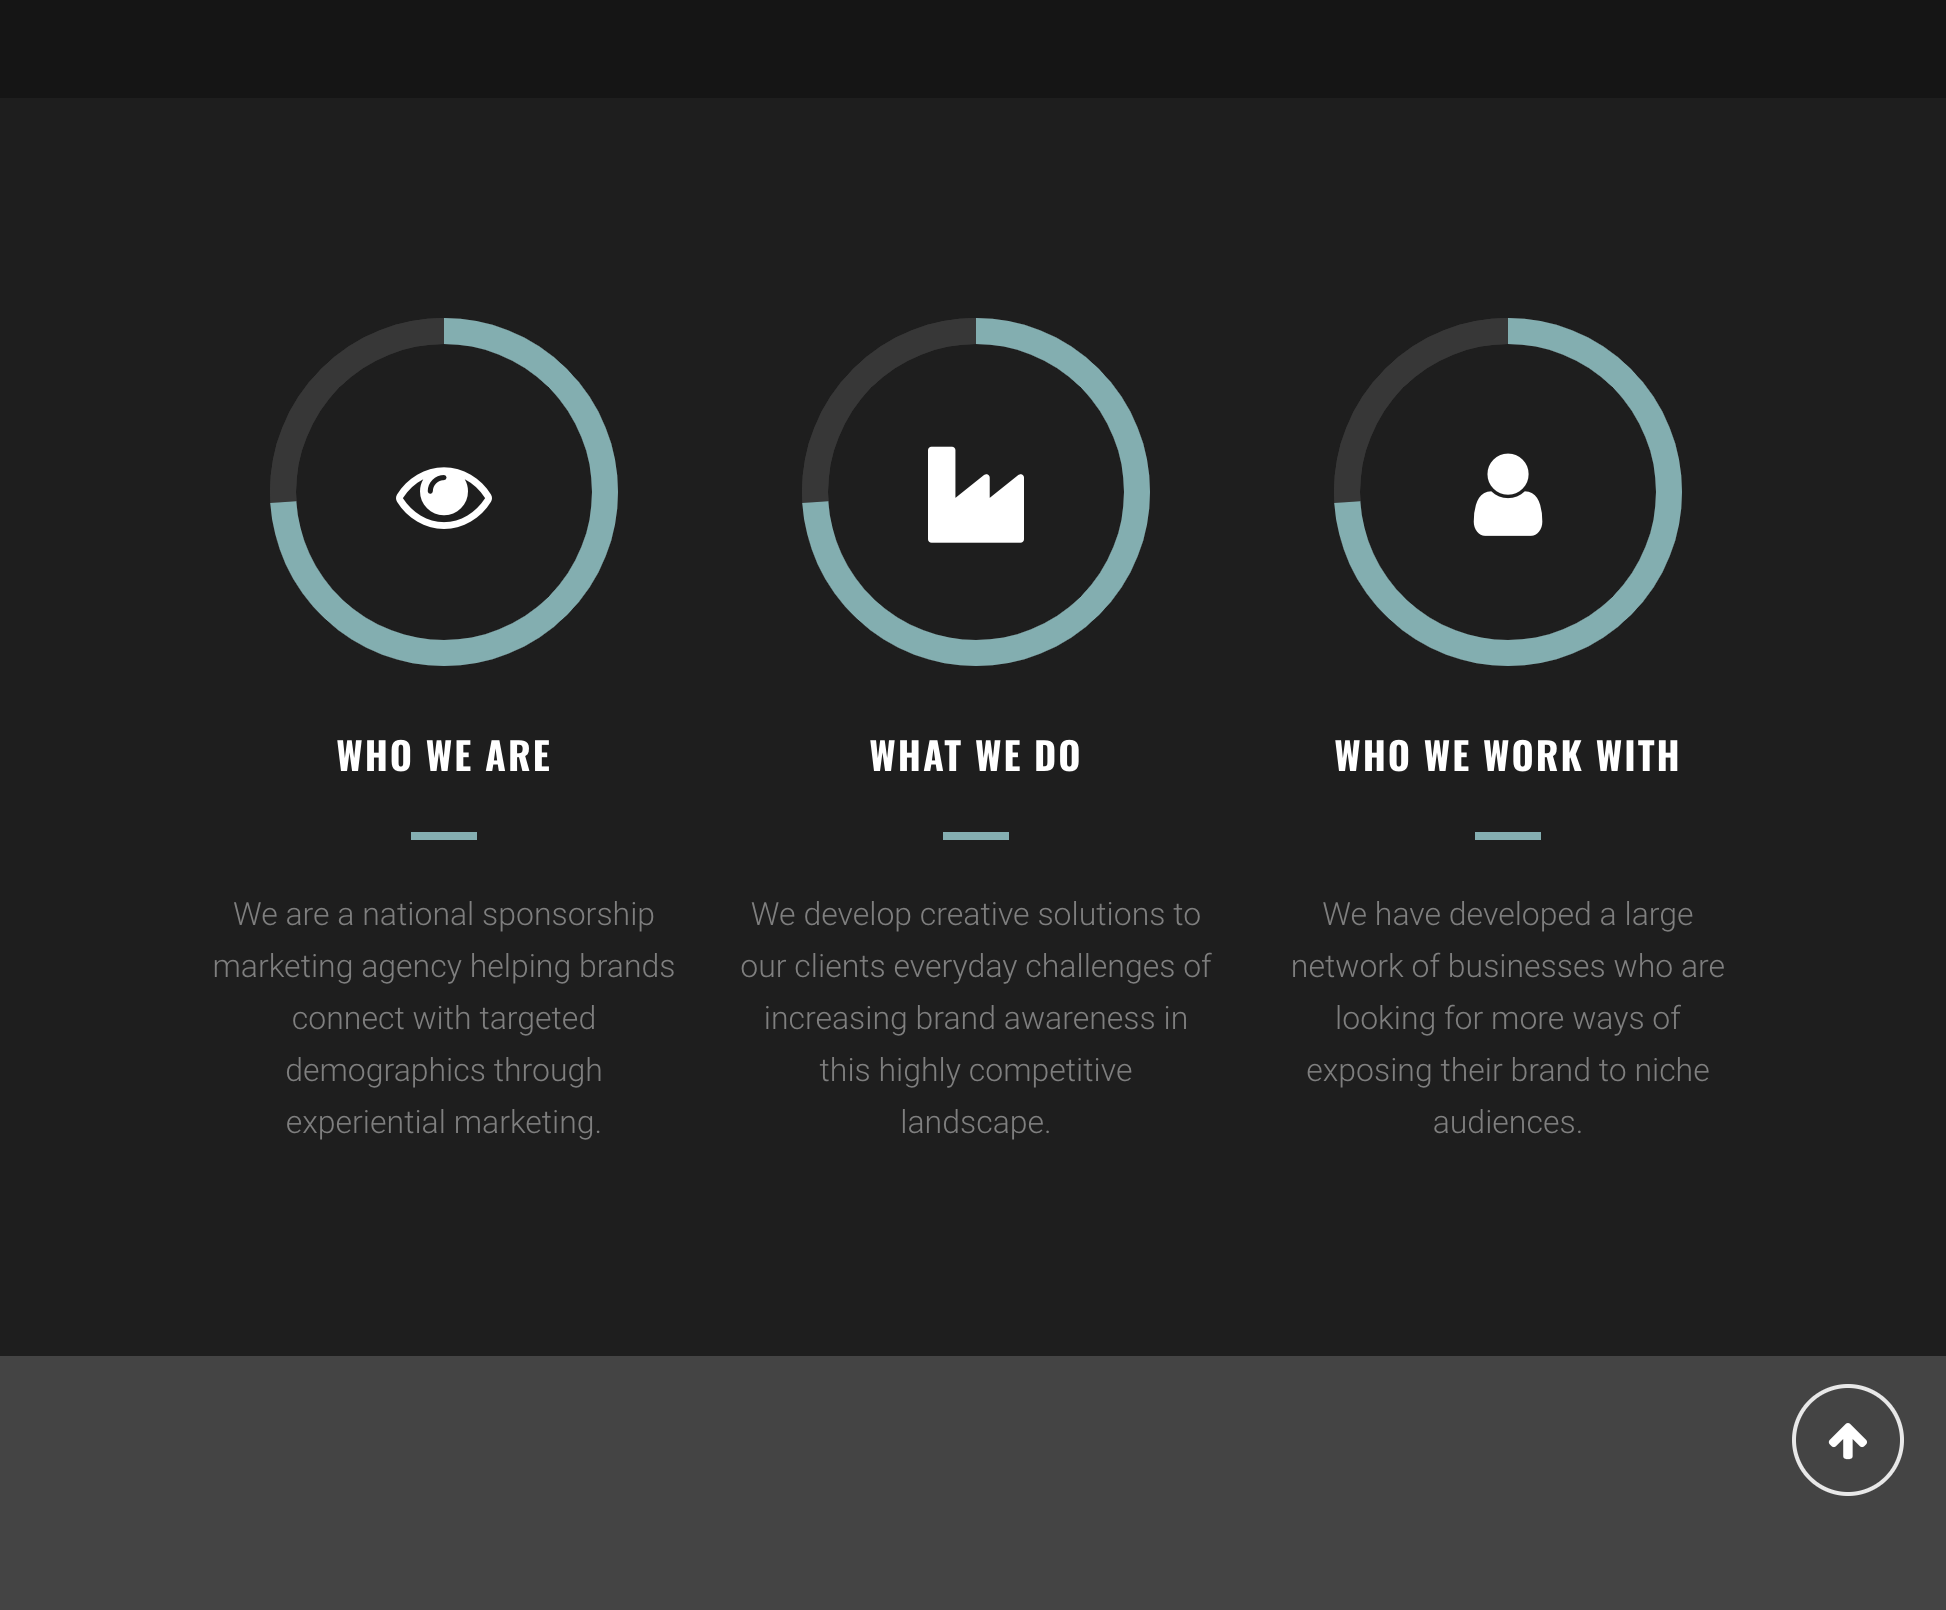 WHO WE ARE
We are a national sponsorship
marketing agency helping brands
connect with targeted
demographics through
experiential marketing.
WHAT WE DO
We develop creative solutions to
our clients everyday challenges of
increasing brand awareness in
this highly competitive
landscape.
WHO WE WORK WITH
We have developed a large
network of businesses who are
looking for more ways of
exposing their brand to niche
audiences.